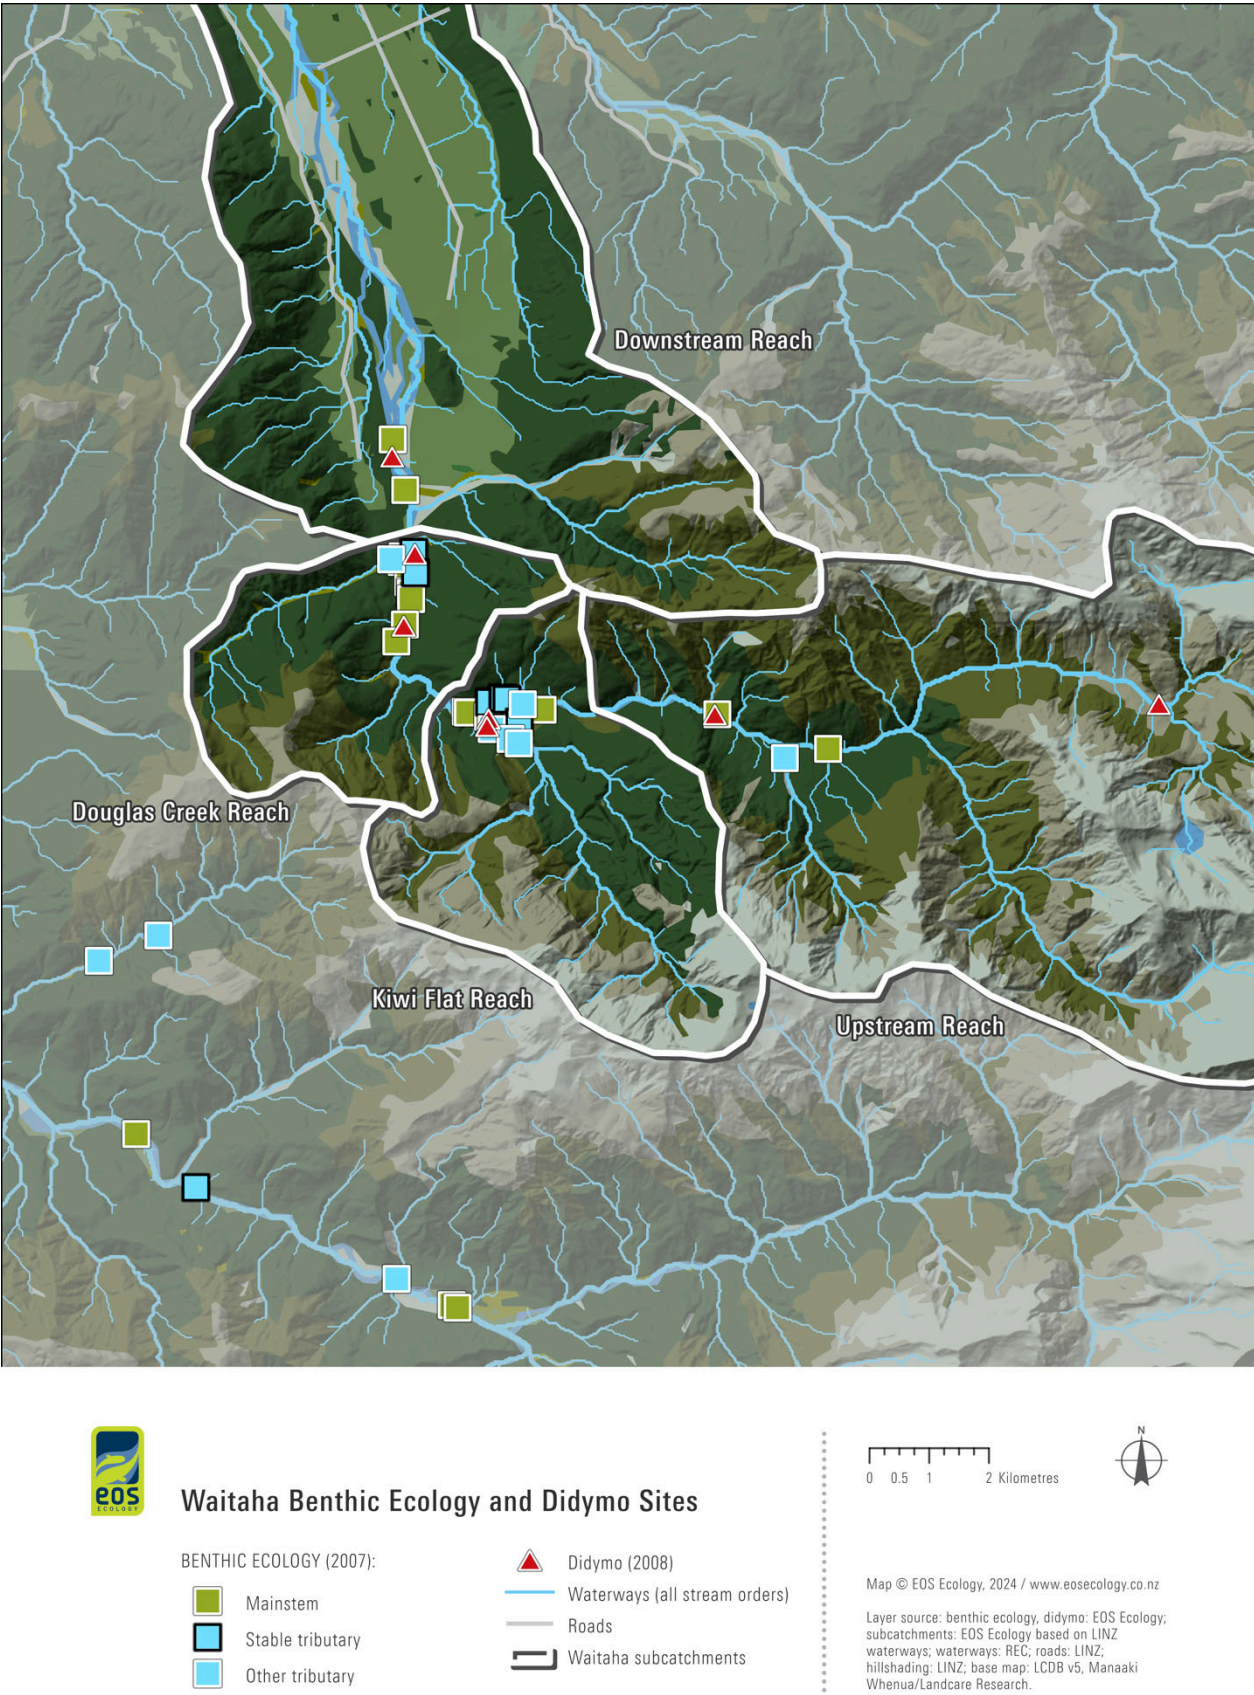 Downstream Reach
Douglas Creek Reach
Kiwi Flat Reach
Upstream Reach
eos
ECOLOGY
Waitaha Benthic Ecology and Didymo Sites
BENTHIC ECOLOGY (2007):
Mainstem
Stable tributary
Other tributary
Didymo (2008)
Waterways (all stream orders)
Roads
Waitaha subcatchments
0 0.5 1 2 Kilometres
N
Map © EOS Ecology, 2024 / www.eosecology.co.nz
Layer source: benthic ecology, didymo: EOS Ecology;
subcatchments: EOS Ecology based on LINZ
waterways; waterways: REC; roads: LINZ;
hillshading: LINZ; base map: LCDB v5, Manaaki
Whenua/Landcare Research.